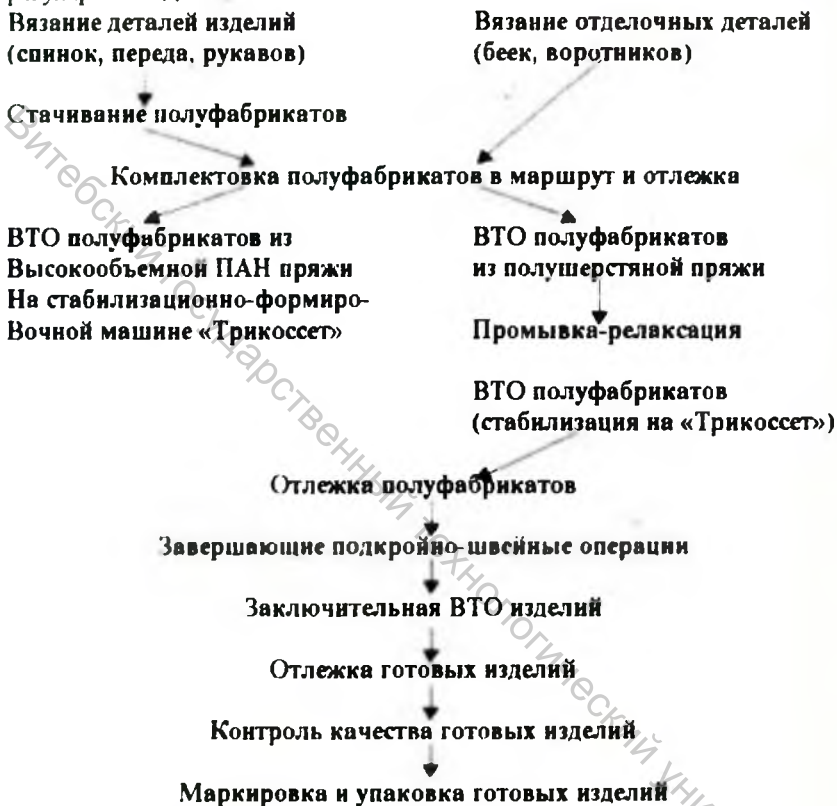 Вязание деталей изделий
(спинок, переда, рукавов)
Вязание отделочных деталей
(беек, воротников)
Стачивание полуфабрикатов
Комплектовка полуфабрикатов в маршрут и отлежка
ВТО полуфабрикатов из
Высокообъемной ПАН пряжи
На стабилизационно-формиро-
Вочной машине «Трикоссет»
ВТО полуфабрикатов
из полушерстяной пряжи
Промывка-релаксация
ВТО полуфабрикатов
(стабилизация на «Трикоссет»)
Отлежка полуфабрикатов
Завершающие подкройно-швейные операции
Заключительная ВТО изделий
Отлежка готовых изделий
Контроль качества готовых изделий
Маркировка и упаковка готовых изделий
Витебский государственный технологический